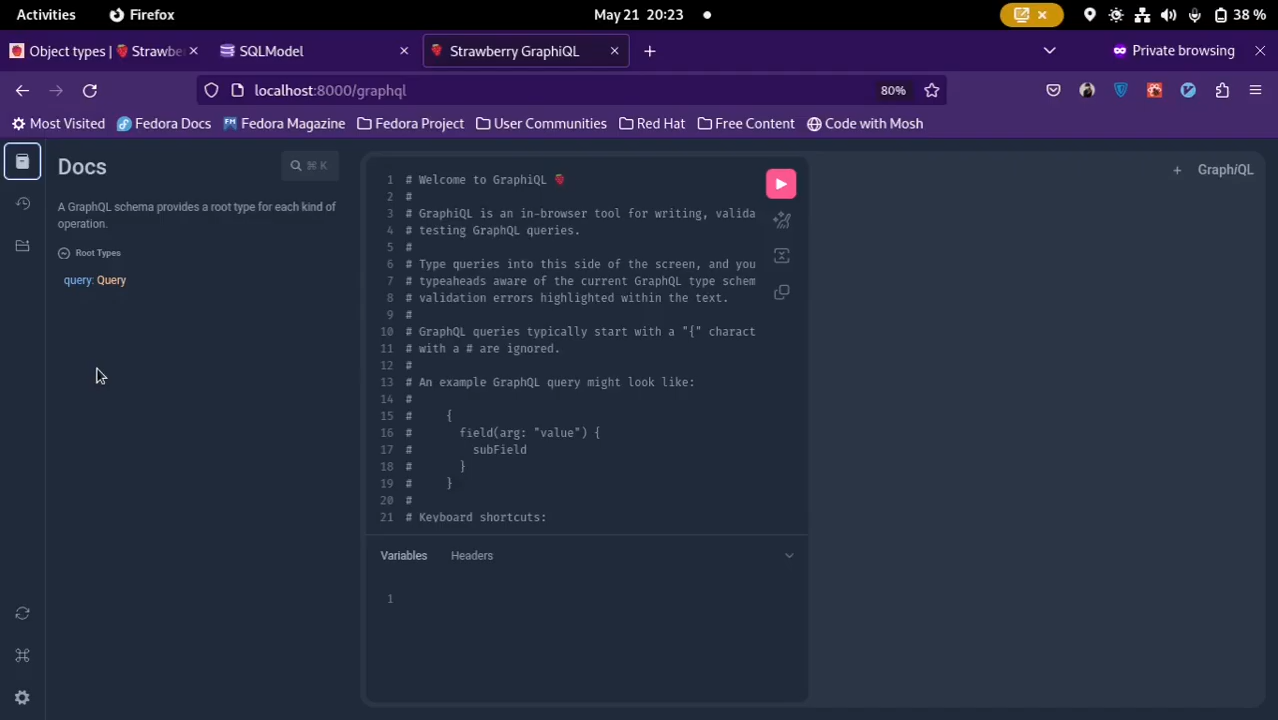 Activities Firefox May 21 20:23 38 %
Object types | Strawbe SQLModel Strawberry GraphiQL Private browsing
localhost:8000/graphql 80%
Most Visited Fedora Docs FM Fedora Magazine Fedora Project User Communities Red Hat Free Content Code with Mosh
Docs
⌘ K
A GraphQL schema provides a root type for each kind of
operation.
Root Types
query: Query
1 # Welcome to GraphiQL 🍓
2 #
3 # GraphiQL is an in-browser tool for writing, valida
4 # testing GraphQL queries.
5 #
6 # Type queries into this side of the screen, and you
7 # typeaheads aware of the current GraphQL type schem
8 # validation errors highlighted within the text.
9 #
10 # GraphQL queries typically start with a "{" charact
11 # with a # are ignored.
12 #
13 # An example GraphQL query might look like:
14 #
15 # {
16 # field(arg: "value") {
17 # subField
18 # }
19 # }
20 #
21 # Keyboard shortcuts:
Variables Headers
1
+ GraphiQL